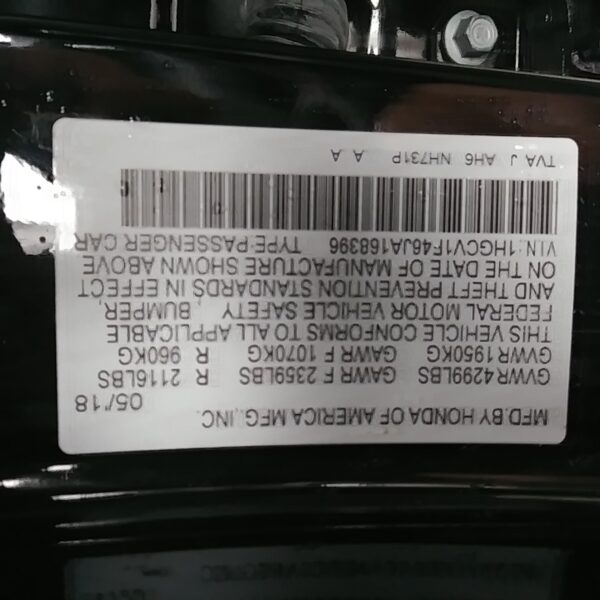 MFD.BY HONDA OF AMERICA MFG.,INC.
05/'18
GVWR 4299LBS GAWR F 2359LBS R 2116LBS
GVWR 1950KG GAWR F 1070KG R 960KG
THIS VEHICLE CONFORMS TO ALL APPLICABLE
FEDERAL MOTOR VEHICLE SAFETY, BUMPER,
AND THEFT PREVENTION STANDARDS IN EFFECT
ON THE DATE OF MANUFACTURE SHOWN ABOVE
VIN:1HGCV1F46JA168396 TYPE:PASSENGER CAR
TVA J AH6 NH731P A A